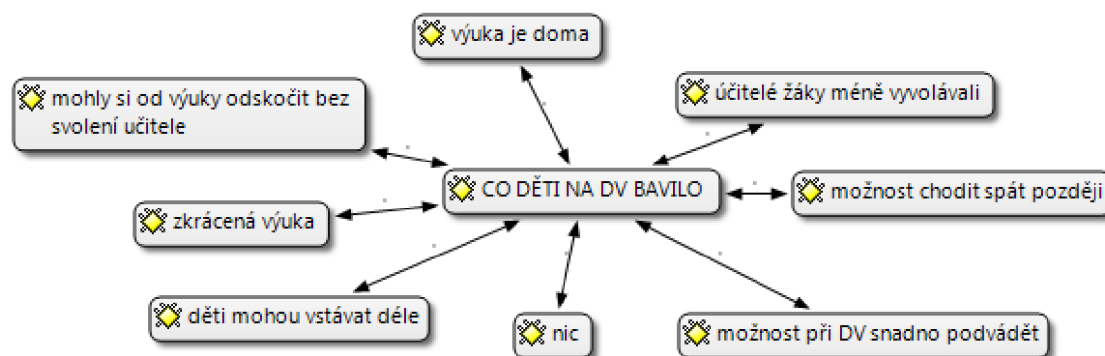 výuka je doma
mohly si od výuky odskočit bez
svolení učitele
účitelé žáky méně vyvolávali
CO DĚTI NA DV BAVILO
možnost chodit spát později
zkrácená výuka
děti mohou vstávat déle
nic
možnost při DV snadno podvádět